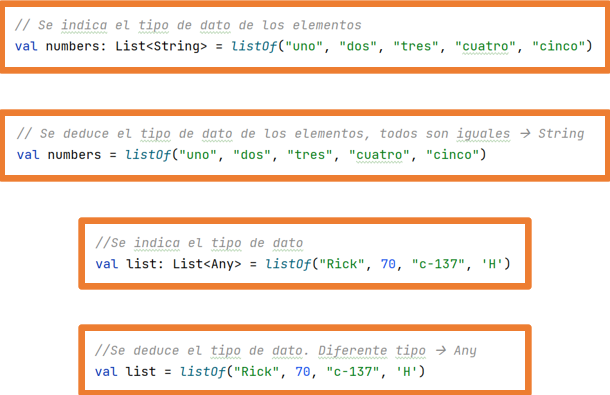 // Se indica el tipo de dato de los elementos
val numbers: List<String> = listOf("uno", "dos", "tres", "cuatro", "cinco")
// Se deduce el tipo de dato de los elementos, todos son iguales → String
val numbers = listOf("uno", "dos", "tres", "cuatro", "cinco")
//Se indica el tipo de dato
val list: List<Any> = listOf("Rick", 70, "c-137", 'H')
//Se deduce el tipo de dato. Diferente tipo → Any
val list = listOf("Rick", 70, "c-137", 'H')